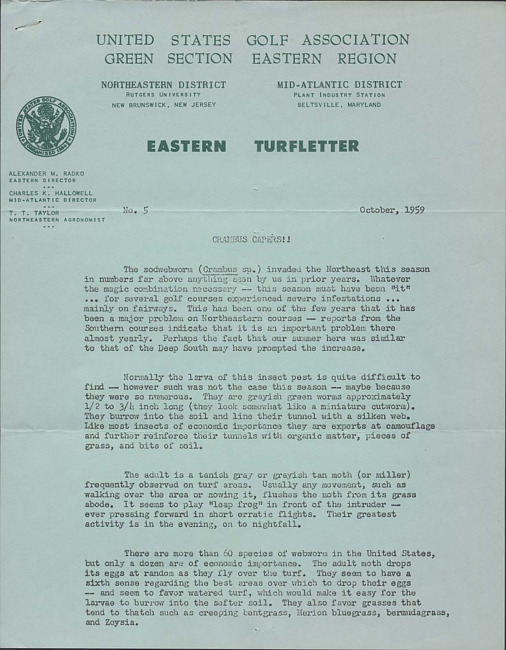 UNITED STATES GOLF ASSOCIATION
GREEN SECTION EASTERN REGION
NORTHEASTERN DISTRICT
RUTGERS UNIVERSITY
NEW BRUNSWICK, NEW JERSEY
MID-ATLANTIC DISTRICT
PLANT INDUSTRY STATION
BELTSVILLE, MARYLAND
EASTERN TURFLETTER
ALEXANDER M. RADKO
EASTERN DIRECTOR
CHARLES K. HALLOWELL
MID-ATLANTIC DIRECTOR
T. T. TAYLOR
NORTHEASTERN AGRONOMIST
No. 5
October, 1959
CRAMBUS CAPERS!!
The sodwebworm (Crambus sp.) invaded the Northeast this season
in numbers far above anything seen by us in prior years. Whatever
the magic combination necessary -- this season must have been "it"
... for several golf courses experienced severe infestations ...
mainly on fairways. This has been one of the few years that it has
been a major problem on Northeastern courses -- reports from the
Southern courses indicate that it is an important problem there
almost yearly. Perhaps the fact that our summer here was similar
to that of the Deep South may have prompted the increase.
Normally the larva of this insect pest is quite difficult to
find -- however such was not the case this season -- maybe because
they were so numerous. They are grayish green worms approximately
1/2 to 3/4 inch long (they look somewhat like a miniature cutworm).
They burrow into the soil and line their tunnel with a silken web.
Like most insects of economic importance they are experts at camouflage
and further reinforce their tunnels with organic matter, pieces of
grass, and bits of soil.
The adult is a tanish gray or grayish tan moth (or miller)
frequently observed on turf areas. Usually any movement, such as
walking over the area or mowing it, flushes the moth from its grass
abode. It seems to play "leap frog" in front of the intruder --
ever pressing forward in short erratic flights. Their greatest
activity is in the evening, on to nightfall.
There are more than 60 species of webworm in the United States,
but only a dozen are of economic importance. The adult moth drops
its eggs at random as they fly over the turf. They seem to have a
sixth sense regarding the best areas over which to drop their eggs
-- and seem to favor watered turf, which would make it easy for the
larvae to burrow into the softer soil. They also favor grasses that
tend to thatch such as creeping bentgrass, Merion bluegrass, bermudagrass,
and Zoysia.